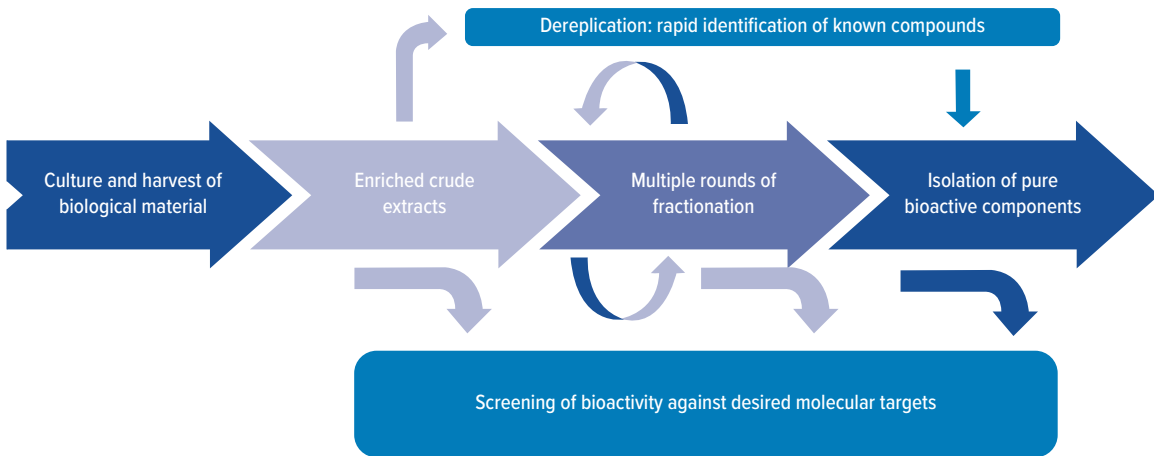 Dereplication: rapid identification of known compounds
Culture and harvest of
biological material
Enriched crude
extracts
Multiple rounds of
fractionation
Isolation of pure
bioactive components
Screening of bioactivity against desired molecular targets